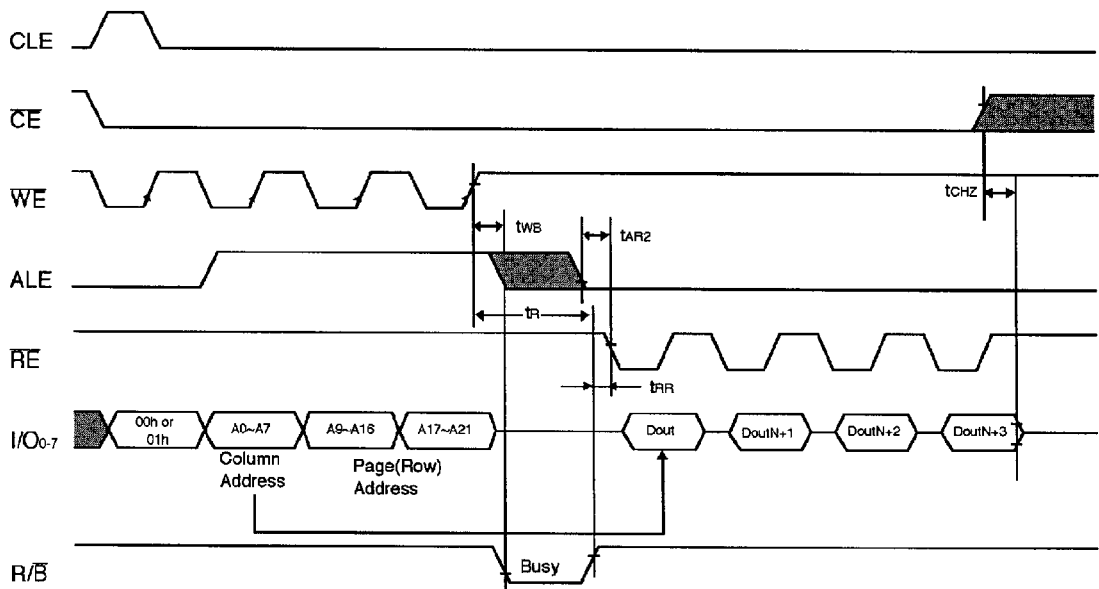 CLE
CE
WE
tWB
tAR2
tCHZ
ALE
tR
RE
tRR
I/O0-7
00h or
01h
A0~A7
A9~A16
A17~A21
Dout
DoutN+1
DoutN+2
DoutN+3
Column
Address
Page(Row)
Address
R/B
Busy